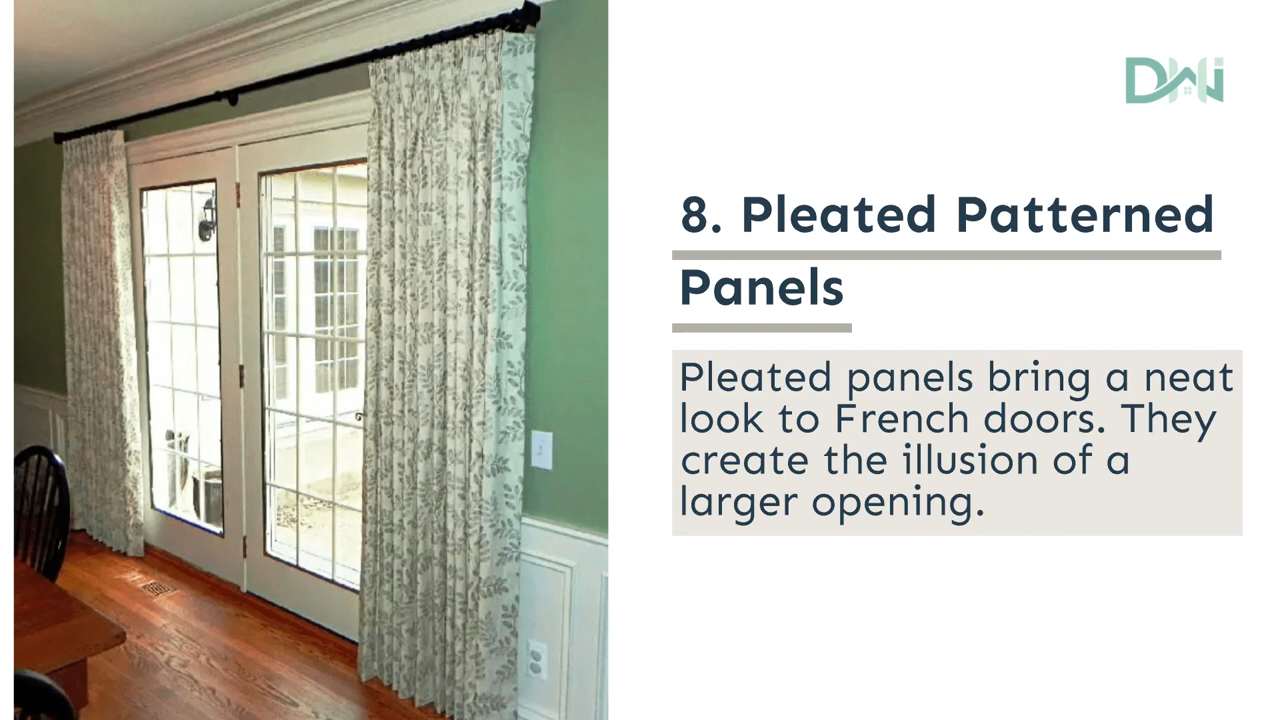 DWi
8. Pleated Patterned
Panels
Pleated panels bring a neat
look to French doors. They
create the illusion of a
larger opening.